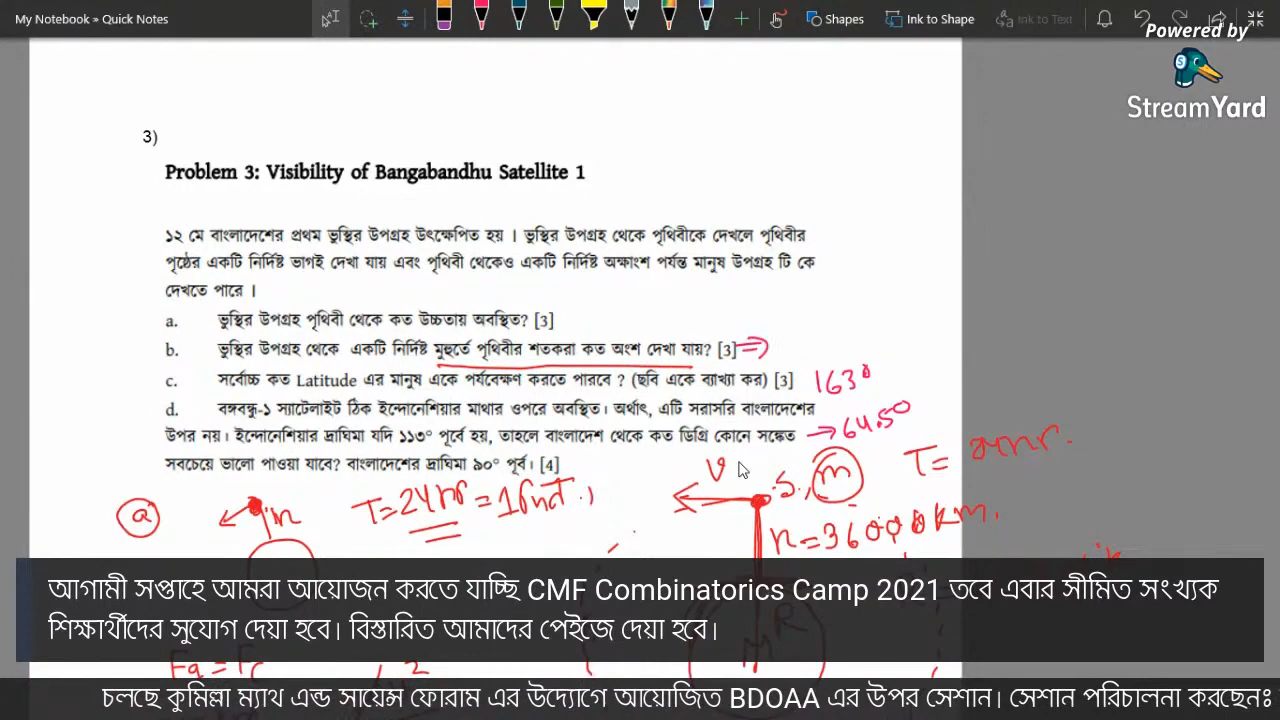 My Notebook » Quick Notes
Shapes
Ink to Shape
Ink to Text
Powered by
StreamYard
3)
Problem 3: Visibility of Bangabandhu Satellite 1
১২ মে বাংলাদেশের প্রথম ভুস্থির উপগ্রহ উৎক্ষেপিত হয় । ভুস্থির উপগ্রহ থেকে পৃথিবীকে দেখলে পৃথিবীর
পৃষ্ঠের একটি নির্দিষ্ট ভাগই দেখা যায় এবং পৃথিবী থেকেও একটি নির্দিষ্ট অক্ষাংশ পর্যন্ত মানুষ উপগ্রহ টি কে
দেখতে পারে ।
a. ভুস্থির উপগ্রহ পৃথিবী থেকে কত উচ্চতায় অবস্থিত? [3]
b. ভুস্থির উপগ্রহ থেকে একটি নির্দিষ্ট মুহুর্তে পৃথিবীর শতকরা কত অংশ দেখা যায়? [3]
c. সর্বোচ্চ কত Latitude এর মানুষ একে পর্যবেক্ষণ করতে পারবে ? (ছবি একে ব্যাখ্যা কর) [3]
163°
d. বঙ্গবন্ধু-১ স্যাটেলাইট ঠিক ইন্দোনেশিয়ার মাথার ওপরে অবস্থিত। অর্থাৎ, এটি সরাসরি বাংলাদেশের
উপর নয়। ইন্দোনেশিয়ার দ্রাঘিমা যদি ১১৩° পূর্বে হয়, তাহলে বাংলাদেশ থেকে কত ডিগ্রি কোনে সঙ্কেত
→ 64.5°
সবচেয়ে ভালো পাওয়া যাবে? বাংলাদেশের দ্রাঘিমা ৯০° পূর্ব। [4]
a
h
T=24hr
v
S
m
T=
h=36000km.
M
R
আগামী সপ্তাহে আমরা আয়োজন করতে যাচ্ছি CMF Combinatorics Camp 2021 তবে এবার সীমিত সংখ্যক
শিক্ষার্থীদের সুযোগ দেয়া হবে। বিস্তারিত আমাদের পেইজে দেয়া হবে।
চলছে কুমিল্লা ম্যাথ এন্ড সায়েন্স ফোরাম এর উদ্যোগে আয়োজিত BDOAA এর উপর সেশান। সেশান পরিচালনা করছেনঃ